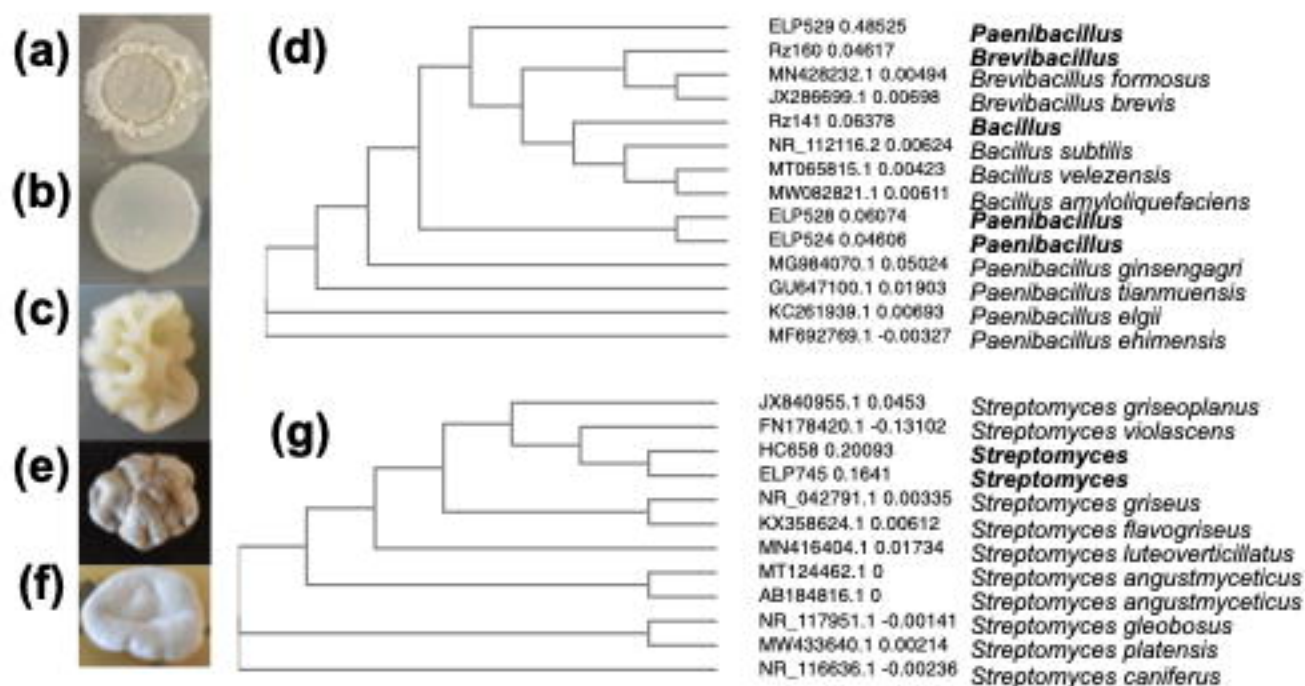 (a)
(b)
(c)
(d)
ELP529 0.48525 Paenibacillus
Rz160 0.04617 Brevibacillus
MN428232.1 0.00494 Brevibacillus formosus
JX286699.1 0.00698 Brevibacillus brevis
Rz141 0.06378 Bacillus
NR_112116.2 0.00624 Bacillus subtilis
MT065815.1 0.00423 Bacillus velezensis
MW082821.1 0.00611 Bacillus amyloliquefaciens
ELP528 0.06074 Paenibacillus
ELP524 0.04606 Paenibacillus
MG984070.1 0.05024 Paenibacillus ginsengagri
GU647100.1 0.01903 Paenibacillus tianmuensis
KC261939.1 0.00693 Paenibacillus elgii
MF692769.1 -0.00327 Paenibacillus ehimensis
(e)
(f)
(g)
JX840955.1 0.0453 Streptomyces griseoplanus
FN178420.1 -0.13102 Streptomyces violascens
HC658 0.20093 Streptomyces
ELP745 0.1641 Streptomyces
NR_042791.1 0.00335 Streptomyces griseus
KX358624.1 0.00612 Streptomyces flavogriseus
MN416404.1 0.01734 Streptomyces luteoverticillatus
MT124462.1 0 Streptomyces angustmyceticus
AB184816.1 0 Streptomyces angustmyceticus
NR_117951.1 -0.00141 Streptomyces gleobosus
MW433640.1 0.00214 Streptomyces platensis
NR_116636.1 -0.00236 Streptomyces caniferus